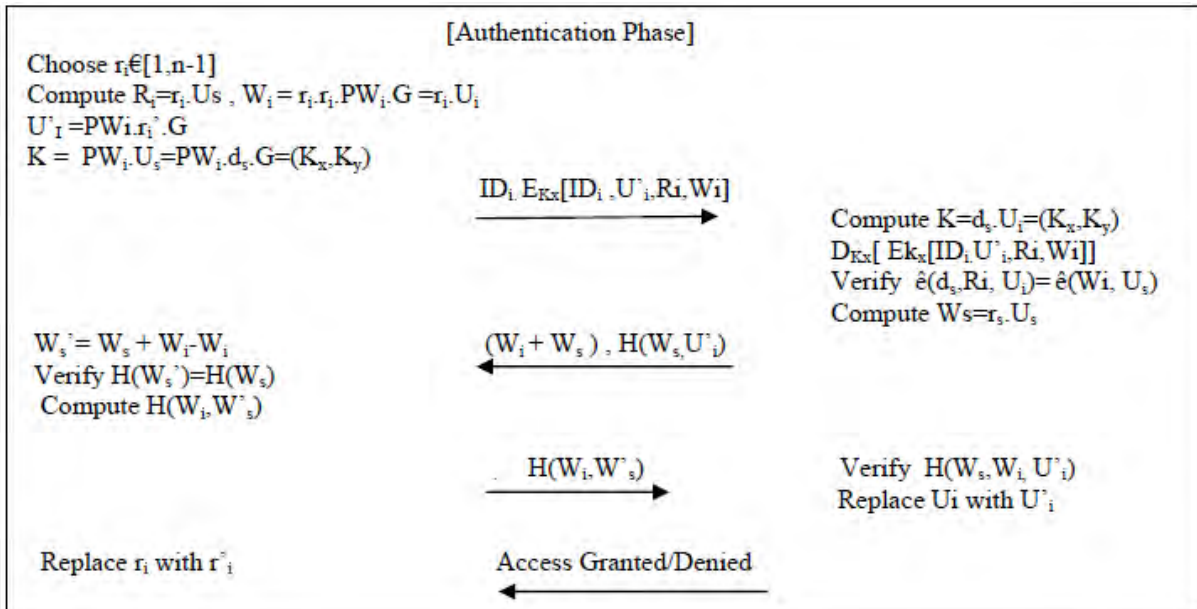 [Authentication Phase]
Choose rᵢ€[1,n-1]
Compute Rᵢ=rᵢ.Us , Wᵢ = rᵢ.rᵢ.PWᵢ.G =rᵢ.Uᵢ
U`I =PWi.rᵢ`.G
K = PWᵢ.Uₛ=PWᵢ.dₛ.G=(Kₓ,Ky)
IDᵢ. EKx[IDᵢ ,U`ᵢ,Ri,Wi]
Compute K=dₛ.Uᵢ=(Kₓ,Ky)
DKx[ Ekₓ[IDᵢ,U`ᵢ,Ri,Wi]]
Verify ê(dₛ,Ri, Uᵢ)= ê(Wi, Uₛ)
Compute Ws=rₛ.Uₛ
(Wᵢ + Wₛ ) , H(Wₛ,U`ᵢ)
Wₛ`= Wₛ + Wᵢ-Wᵢ
Verify H(Wₛ`)=H(Wₛ)
Compute H(Wᵢ,W`ₛ)
H(Wᵢ,W`ₛ)
Verify H(Wₛ,Wᵢ, U`ᵢ)
Replace Ui with U`ᵢ
Replace rᵢ with r`ᵢ
Access Granted/Denied